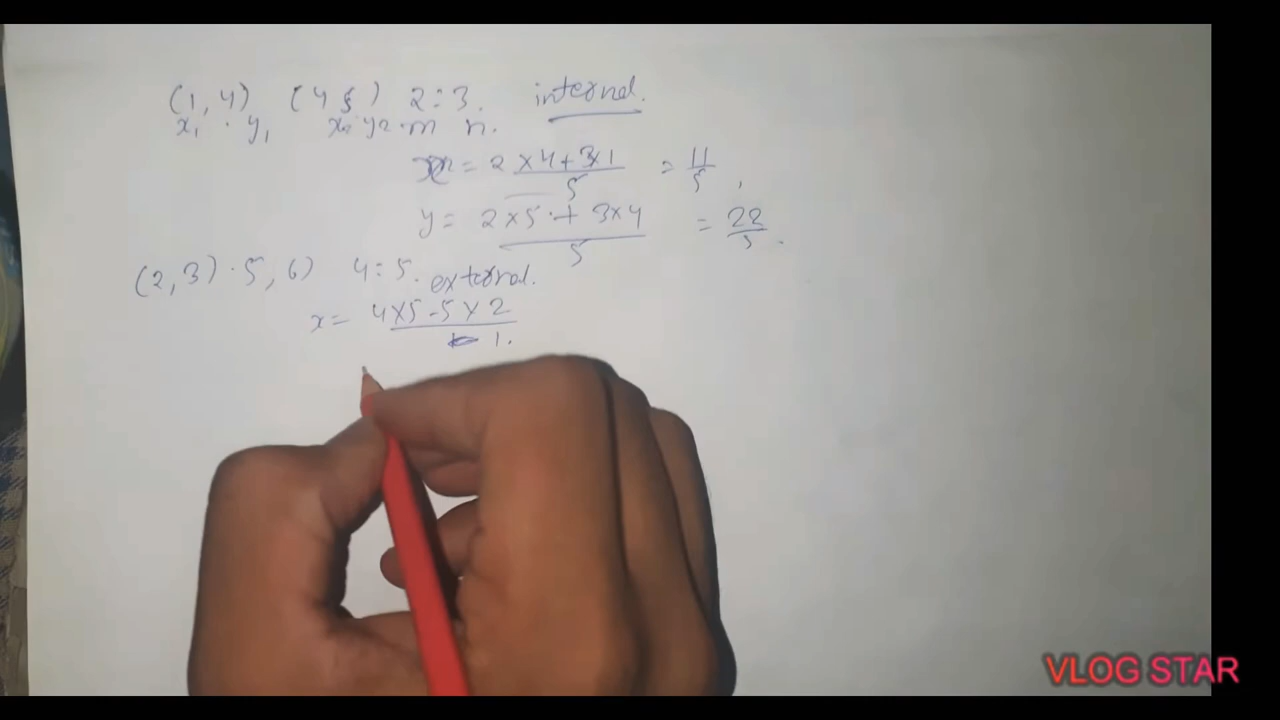 (1, 4) (4 5) 2:3. internal.
x₁ . y₁ x₂ y₂ . m n.
x = 2 × 4 + 3×1 / 5 = 11/5 ,
y = 2 × 5 . + 3×4 / 5 = 22/5 .
(2, 3) . 5, 6) 4:5. external.
x = 4×5 - 5 × 2 / 1.
VLOG STAR